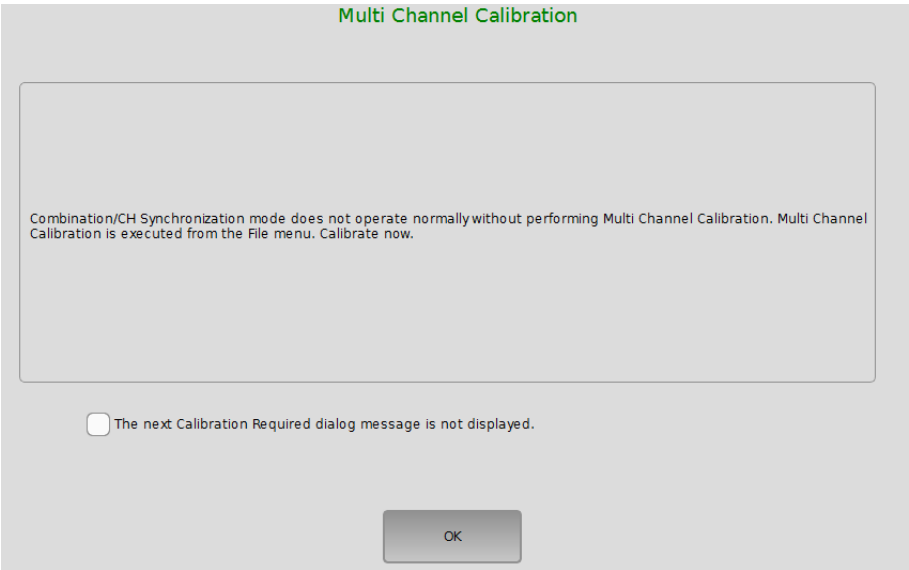 Multi Channel Calibration
Combination/CH Synchronization mode does not operate normally without performing Multi Channel Calibration. Multi Channel
Calibration is executed from the File menu. Calibrate now.
The next Calibration Required dialog message is not displayed.
OK